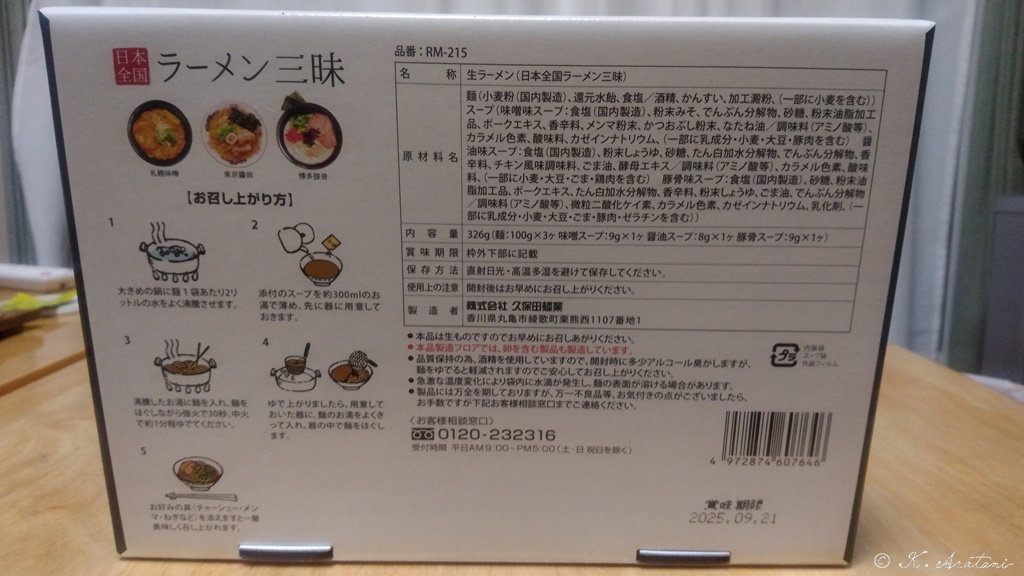 日本
全国
ラーメン三昧
札幌味噌
東京醤油
博多豚骨
【お召し上がり方】
1
大きめの鍋に麺1袋あたり2リ
ットルの水をよく沸騰させます。
2
添付のスープを約300mlのお
湯で薄め、先に器に用意して
おきます。
3
沸騰したお湯に麺を入れ、麺を
ほぐしながら強火で30秒、中火
で約1分程ゆでてください。
4
ゆで上がりましたら、用意して
おいた器に、麺のお湯をよくき
って入れ、器の中で麺をほぐし
ます。
5
お好みの具(チャーシュー・メン
マ・ねぎなど)を添えますと一層
美味しく召し上がれます。
品番:RM-215
名称 生ラーメン(日本全国ラーメン三昧)
原材料名
麺(小麦粉(国内製造)、還元水飴、食塩/酒精、かんすい、加工澱粉、(一部に小麦を含む))
スープ(味噌味スープ:食塩(国内製造)、粉末みそ、でんぷん分解物、砂糖、粉末油脂加工
品、ポークエキス、香辛料、メンマ粉末、かつおぶし粉末、なたね油/調味料(アミノ酸等)、
カラメル色素、酸味料、カゼインナトリウム、(一部に乳成分・小麦・大豆・豚肉を含む) 醤
油味スープ:食塩(国内製造)、粉末しょうゆ、砂糖、たん白加水分解物、でんぷん分解物、香
辛料、チキン風味調味料、ごま油、酵母エキス/調味料(アミノ酸等)、カラメル色素、酸味
料、(一部に小麦・大豆・ごま・鶏肉を含む) 豚骨味スープ:食塩(国内製造)、砂糖、粉末油
脂加工品、ポークエキス、たん白加水分解物、香辛料、粉末しょうゆ、ごま油、でんぷん分解物
/調味料(アミノ酸等)、微粒二酸化ケイ素、カラメル色素、カゼインナトリウム、乳化剤、(一
部に乳成分・小麦・大豆・ごま・豚肉・ゼラチンを含む))
内容量 326g(麺:100g×3ヶ 味噌スープ:9g×1ヶ 醤油スープ:8g×1ヶ 豚骨スープ:9g×1ヶ)
賞味期限 枠外下部に記載
保存方法 直射日光・高温多湿を避けて保存してください。
使用上の注意 開封後はお早めにお召し上がりください。
製造者
株式会社 久保田麺業
香川県丸亀市綾歌町栗熊西1107番地1
●本品は生ものですのでお早めにお召しあがりください。
●本品製造フロアでは、卵を含む製品も製造しています。
●品質保持の為、酒精を使用していますので、開封時に多少アルコール臭がしますが、
麺をゆでると軽減されますのでご安心してお召し上がりください。
●急激な温度変化により袋内に水滴が発生し、麺の表面が溶ける場合があります。
●製品には万全を期しておりますが、万一不良品等、お気付きの点がございましたら、
お手数ですが下記お客様相談窓口までご連絡ください。
〈お客様相談窓口〉
0120-232316
受付時間 平日AM9:00~PM5:00(土・日 祝日を除く)
プラ
内装袋
スープ袋
外装フィルム
4 972874 607646
賞味期限
2025.09.21
© K. Aratani